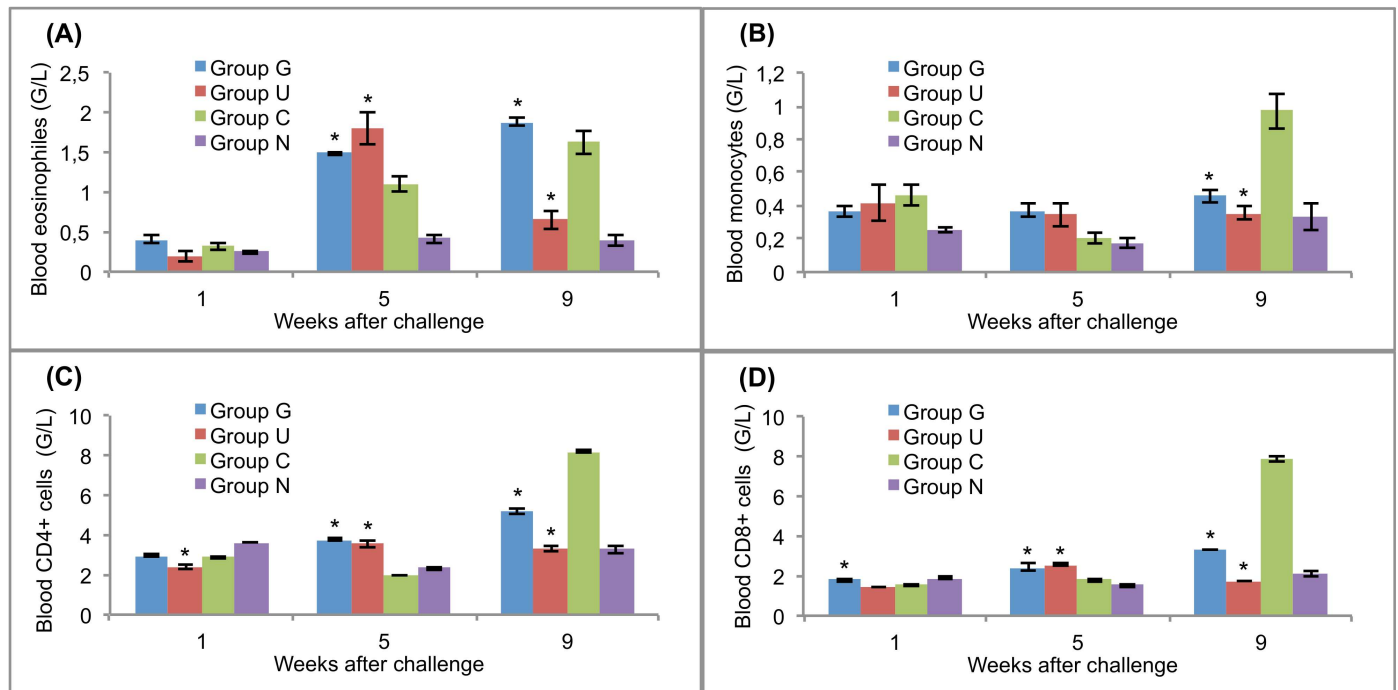 (A)
Group G
Group U
Group C
Group N
Blood eosinophiles (G/L)
2,5
2
1,5
1
0,5
0
* * * *
1 5 9
Weeks after challenge
(B)
Group G
Group U
Group C
Group N
Blood monocytes (G/L)
1,2
1
0,8
0,6
0,4
0,2
0
* *
1 5 9
Weeks after challenge
(C)
Group G
Group U
Group C
Group N
Blood CD4+ cells (G/L)
10
8
6
4
2
0
* * * * *
1 5 9
Weeks after challenge
(D)
Group G
Group U
Group C
Group N
Blood CD8+ cells (G/L)
10
8
6
4
2
0
* * * * *
1 5 9
Weeks after challenge